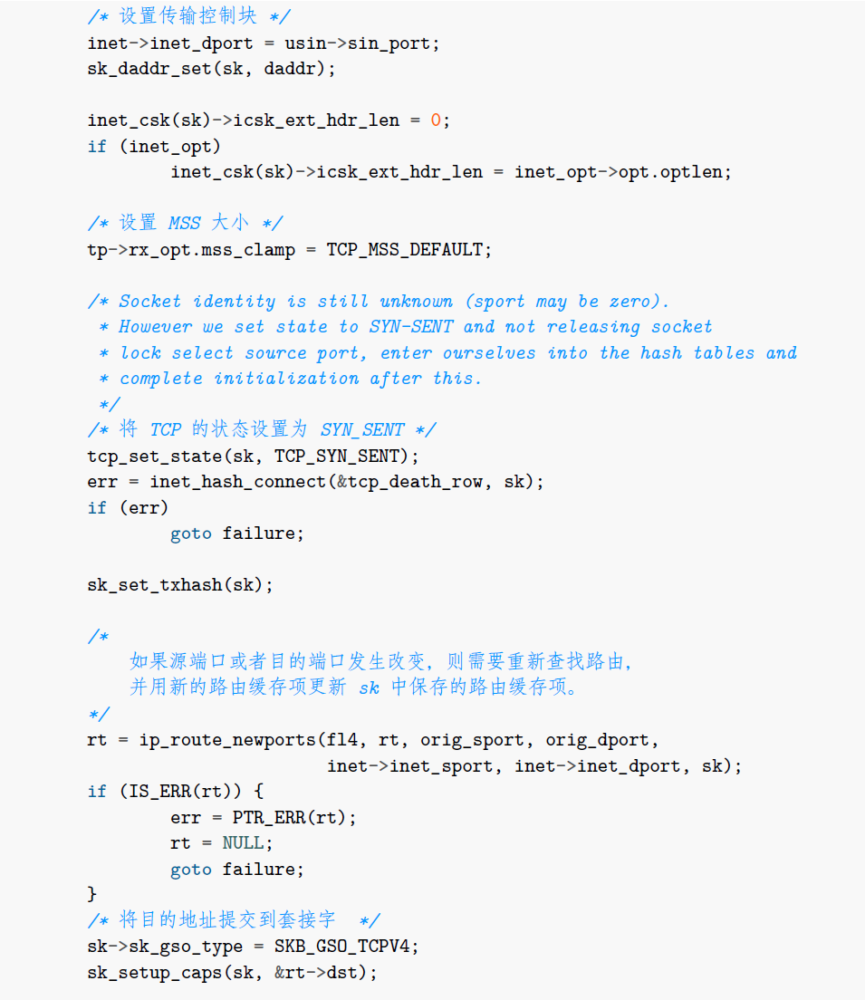 /* 设置传输控制块 */
inet->inet_dport = usin->sin_port;
sk_daddr_set(sk, daddr);
inet_csk(sk)->icsk_ext_hdr_len = 0;
if (inet_opt)
inet_csk(sk)->icsk_ext_hdr_len = inet_opt->opt.optlen;
/* 设置 MSS 大小 */
tp->rx_opt.mss_clamp = TCP_MSS_DEFAULT;
/* Socket identity is still unknown (sport may be zero).
* However we set state to SYN-SENT and not releasing socket
* lock select source port, enter ourselves into the hash tables and
* complete initialization after this.
*/
/* 将 TCP 的状态设置为 SYN_SENT */
tcp_set_state(sk, TCP_SYN_SENT);
err = inet_hash_connect(&tcp_death_row, sk);
if (err)
goto failure;
sk_set_txhash(sk);
/*
如果源端口或者目的端口发生改变，则需要重新查找路由，
并用新的路由缓存项更新 sk 中保存的路由缓存项。
*/
rt = ip_route_newports(fl4, rt, orig_sport, orig_dport,
inet->inet_sport, inet->inet_dport, sk);
if (IS_ERR(rt)) {
err = PTR_ERR(rt);
rt = NULL;
goto failure;
}
/* 将目的地址提交到套接字 */
sk->sk_gso_type = SKB_GSO_TCPV4;
sk_setup_caps(sk, &rt->dst);